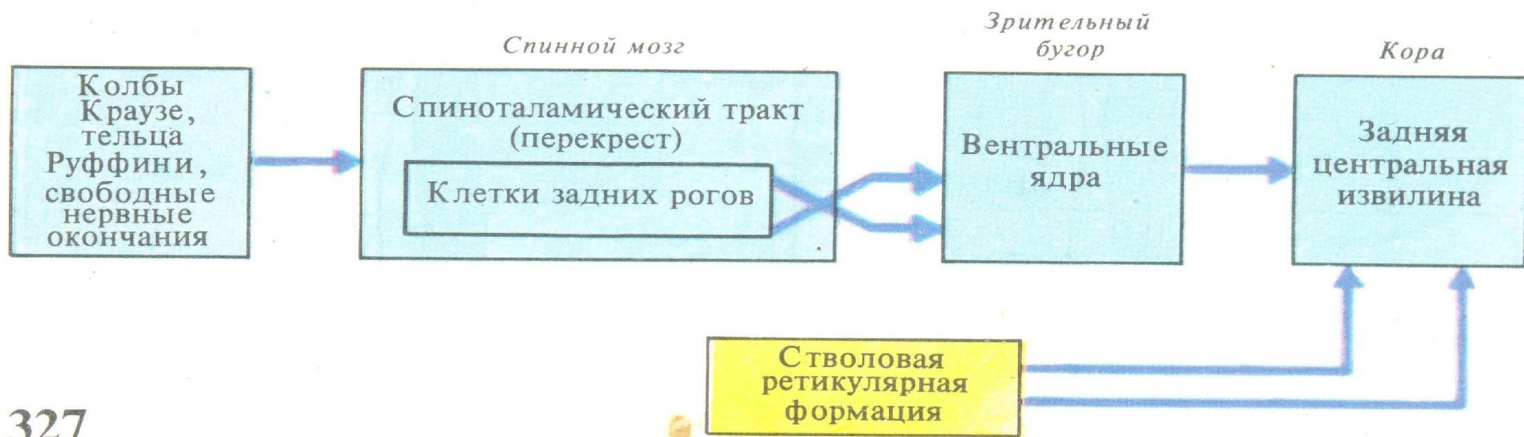 Спинной мозг
Зрительный
бугор
Кора
Колбы
Краузе,
тельца
Руффини,
свободные
нервные
окончания
Спиноталамический тракт
(перекрест)
Клетки задних рогов
Вентральные
ядра
Задняя
центральная
извилина
Стволовая
ретикулярная
формация
327